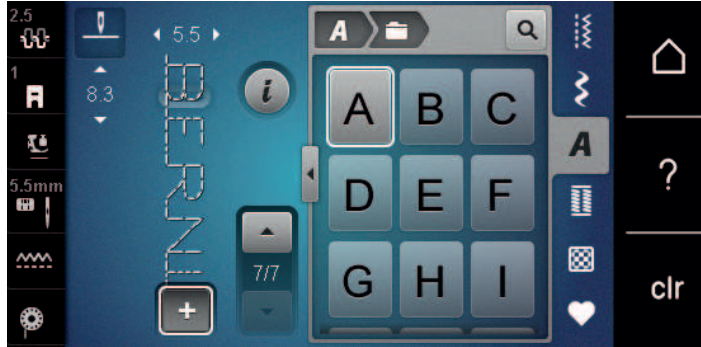 2.5
1
5.5mm
5.5
8.3
BERNI
i
7/7
+
A
A B C
D E F
G H I
A
?
clr